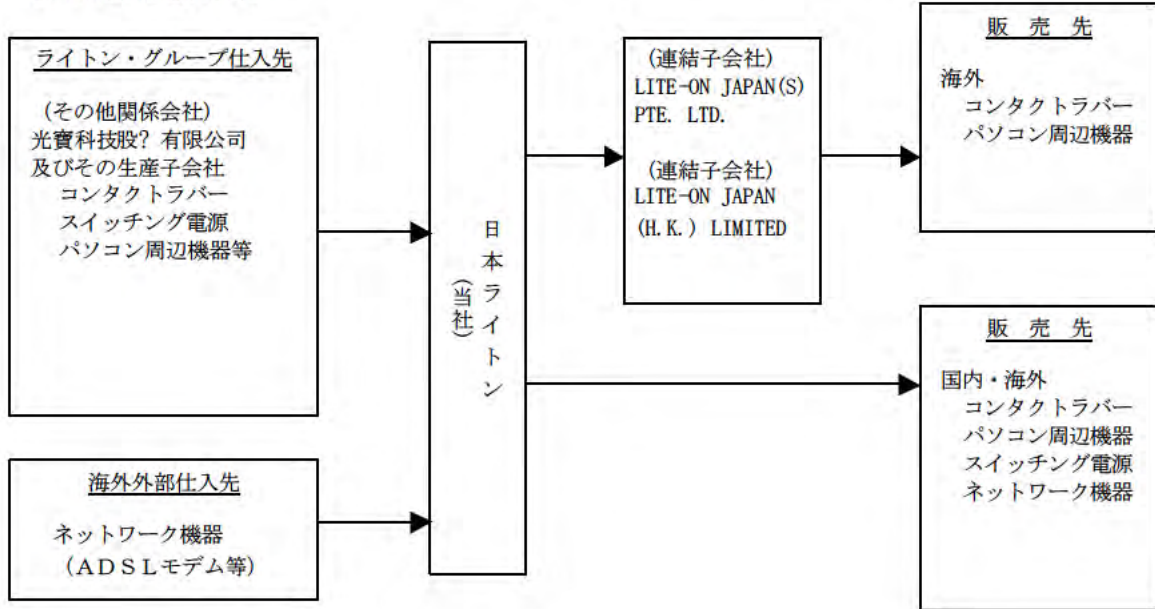 ライトン・グループ仕入先
(その他関係会社)
光寶科技股? 有限公司
及びその生産子会社
コンタクトラバー
スイッチング電源
パソコン周辺機器等
海外外部仕入先
ネットワーク機器
(ADSLモデム等)
日本ライトン
(当社)
(連結子会社)
LITE-ON JAPAN(S)
PTE. LTD.
(連結子会社)
LITE-ON JAPAN
(H.K.) LIMITED
販 売 先
海外
コンタクトラバー
パソコン周辺機器
販 売 先
国内・海外
コンタクトラバー
パソコン周辺機器
スイッチング電源
ネットワーク機器